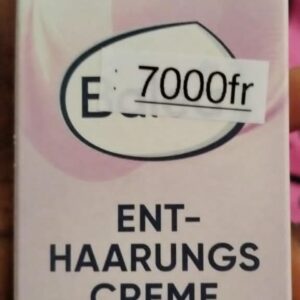 7000fr
ENT-
HAARUNGS
CREME